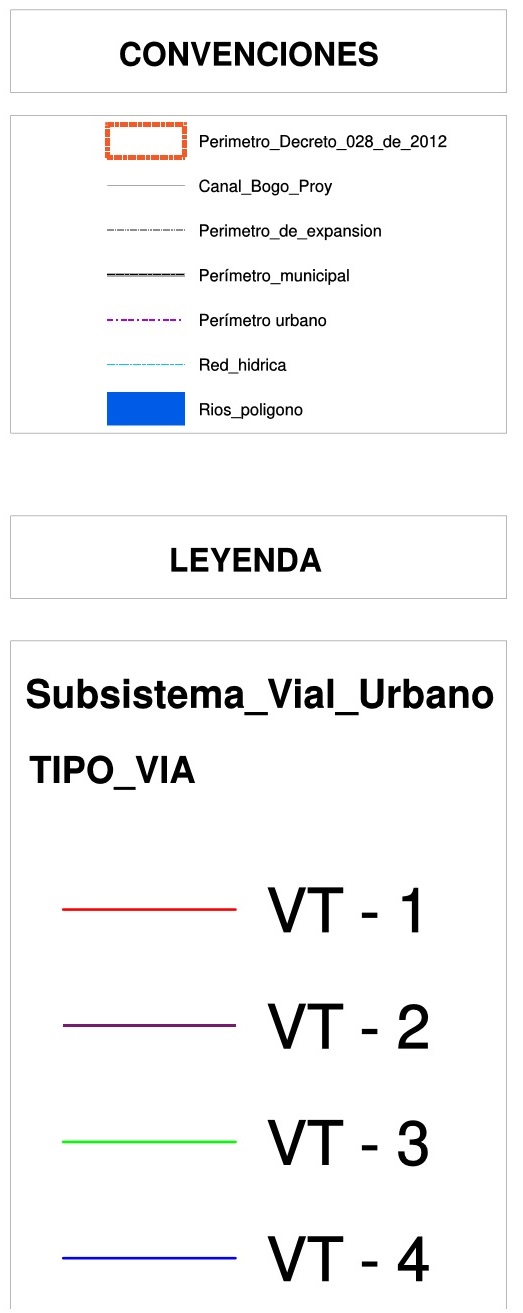 CONVENCIONES
Perimetro_Decreto_028_de_2012
Canal_Bogo_Proy
Perimetro_de_expansion
Perímetro_municipal
Perímetro urbano
Red_hidrica
Rios_poligono
LEYENDA
Subsistema_Vial_Urbano
TIPO_VIA
VT - 1
VT - 2
VT - 3
VT - 4